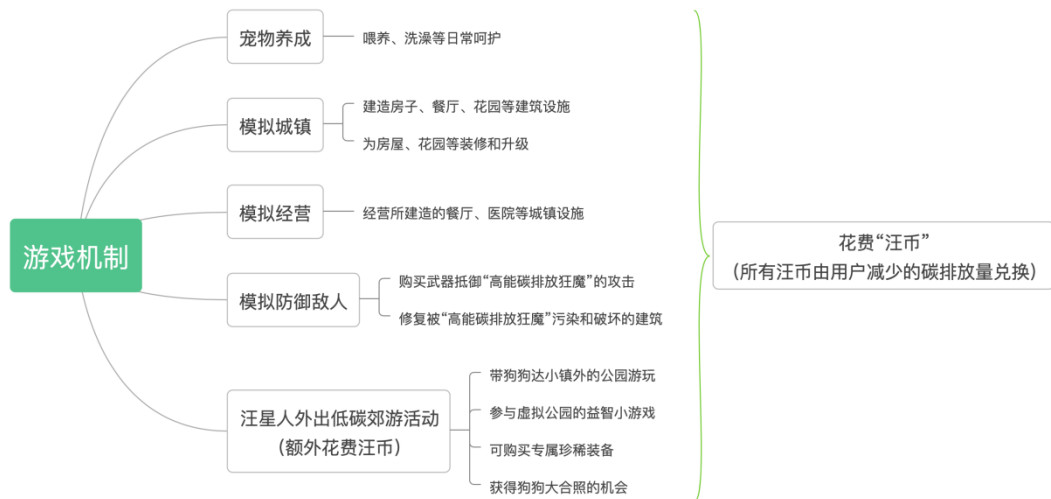 游戏机制
宠物养成
喂养、洗澡等日常呵护
模拟城镇
建造房子、餐厅、花园等建筑设施
为房屋、花园等装修和升级
模拟经营
经营所建造的餐厅、医院等城镇设施
模拟防御敌人
购买武器抵御“高能碳排放狂魔”的攻击
修复被“高能碳排放狂魔”污染和破坏的建筑
汪星人外出低碳郊游活动
（额外花费汪币）
带狗狗达小镇外的公园游玩
参与虚拟公园的益智小游戏
可购买专属珍稀装备
获得狗狗大合照的机会
花费“汪币”
（所有汪币由用户减少的碳排放量兑换）